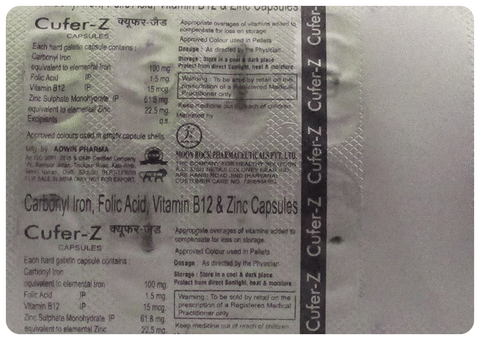 Carbonyl Iron, Folic Acid, Vitamin B12 & Zinc Capsules
Cufer-Z क्यूफर-जैड
CAPSULES
Each hard gelatin capsule contains :
Carbonyl Iron
equivalent to elemental Iron 100 mg
Folic Acid IP 1.5 mg
Vitamin B12 IP 15 mcg
Zinc Sulphate Monohydrate IP 61.8 mg
equivalent to elemental Zinc 22.5 mg
Excipients q.s
Approved colours used in empty capsule shells
Mfg. by ADWIN PHARMA
Appropriate overages of vitamins added to
compensate for loss on storage.
Approved Colour used in Pellets
Dosage : As directed by the Physician.
Storage : Store in a cool & dark place
Protect from direct Sunlight, heat & moisture
Warning : To be sold by retail on the
prescription of a Registered Medical
Practitioner only
Keep medicine out of reach of children.
Marketed by
MOON ROCK PHARMACEUTICALS PVT. LTD.
Cufer-Z Cufer-Z Cufer-Z Cufer-Z
Carbonyl Iron, Folic Acid, Vitamin B12 & Zinc Capsules
Cufer-Z क्यूफर-जैड
CAPSULES
Each hard gelatin capsule contains :
Carbonyl Iron
equivalent to elemental Iron 100 mg
Folic Acid IP 1.5 mg
Vitamin B12 IP 15 mcg
Zinc Sulphate Monohydrate IP 61.8 mg
equivalent to elemental Zinc 22.5 mg
Appropriate overages of vitamins added to
compensate for loss on storage.
Approved Colour used in Pellets
Dosage : As directed by the Physician.
Storage : Store in a cool & dark place
Protect from direct Sunlight, heat & moisture
Warning : To be sold by retail on the
prescription of a Registered Medical
Practitioner only
Keep medicine out of reach of children.